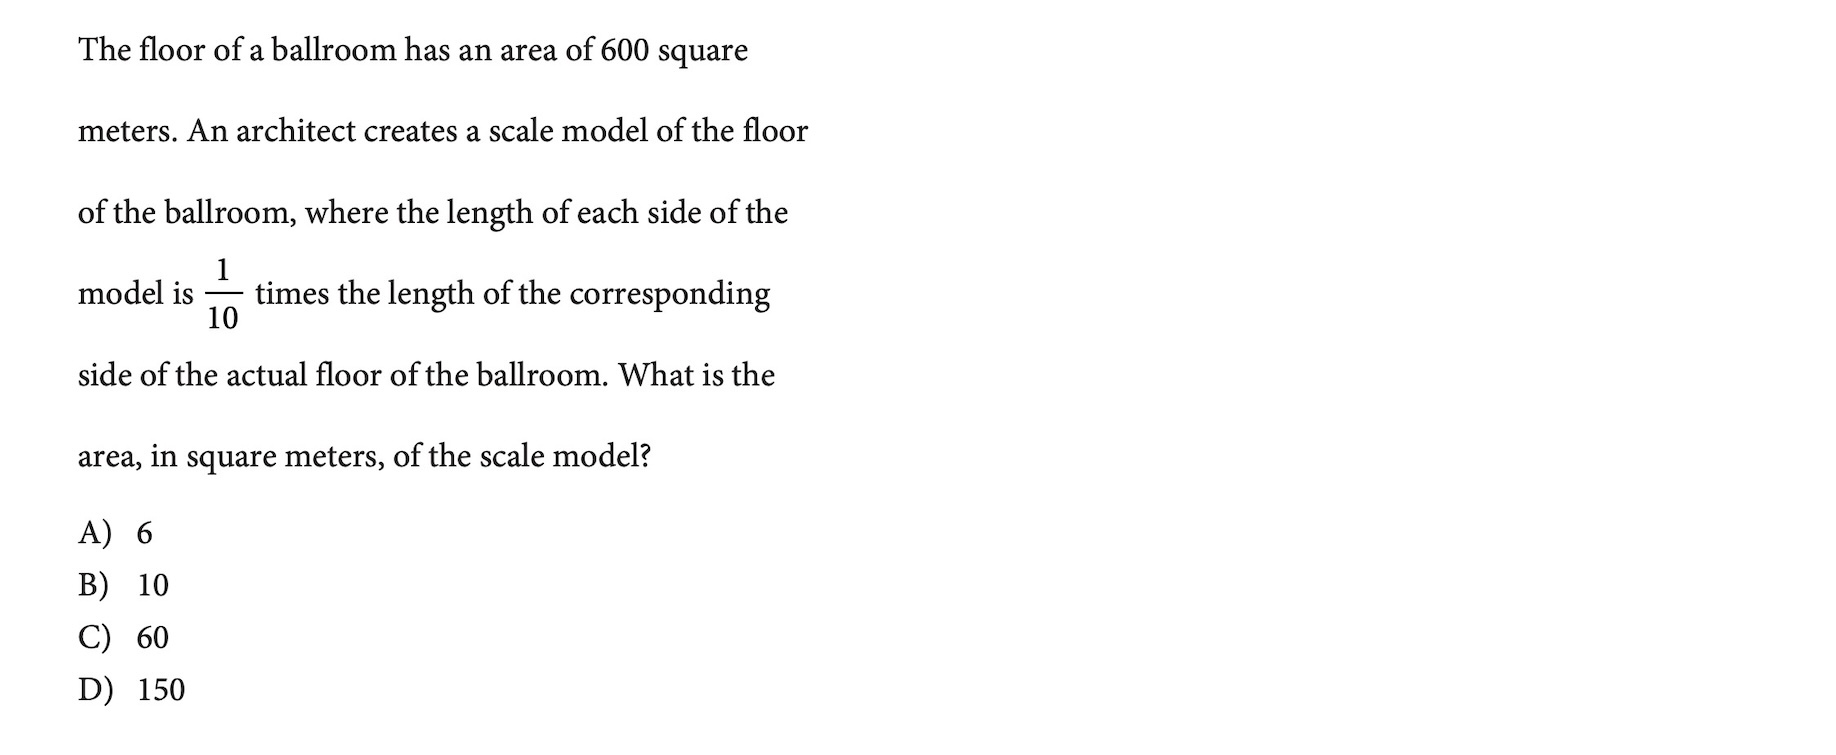 The floor of a ballroom has an area of 600 square
meters. An architect creates a scale model of the floor
of the ballroom, where the length of each side of the
model is 1/10 times the length of the corresponding
side of the actual floor of the ballroom. What is the
area, in square meters, of the scale model?
A) 6
B) 10
C) 60
D) 150